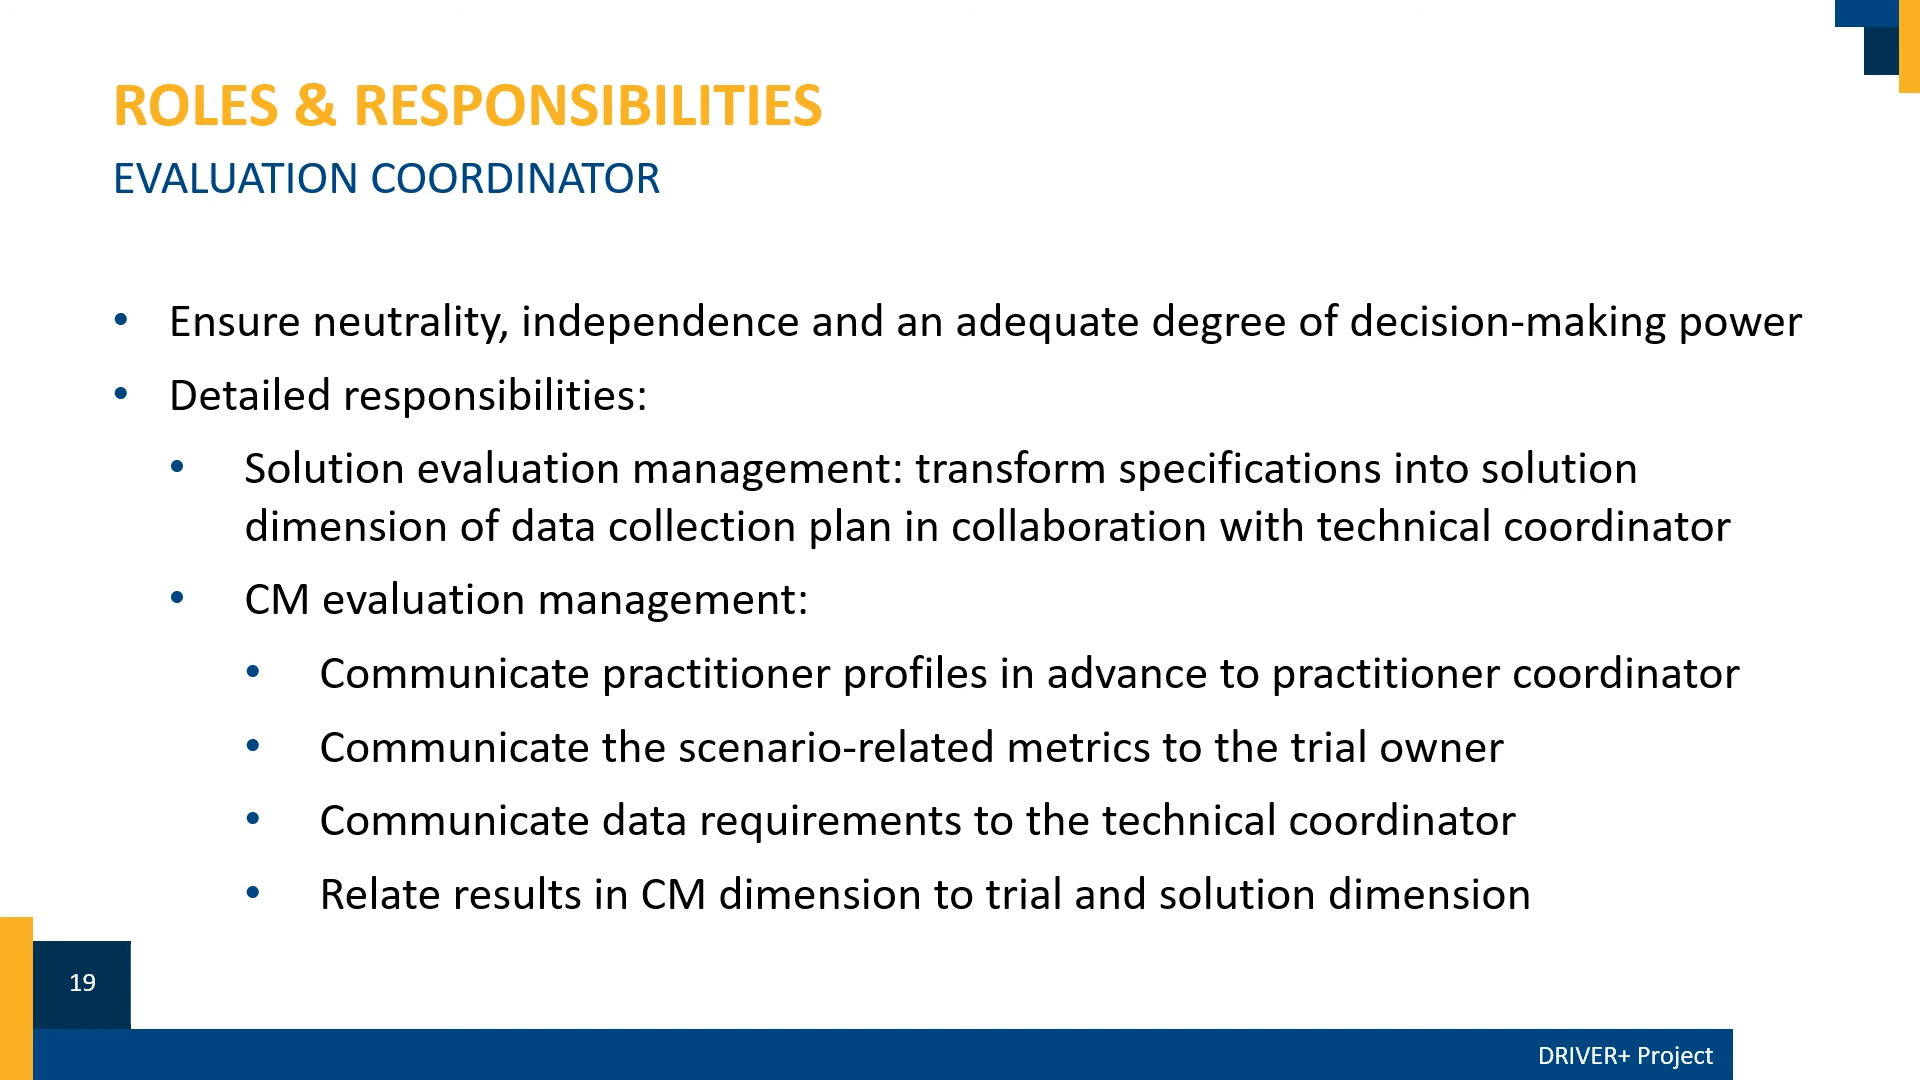 ROLES & RESPONSIBILITIES
EVALUATION COORDINATOR
• Ensure neutrality, independence and an adequate degree of decision-making power
• Detailed responsibilities:
• Solution evaluation management: transform specifications into solution
dimension of data collection plan in collaboration with technical coordinator
• CM evaluation management:
• Communicate practitioner profiles in advance to practitioner coordinator
• Communicate the scenario-related metrics to the trial owner
• Communicate data requirements to the technical coordinator
• Relate results in CM dimension to trial and solution dimension
19
DRIVER+ Project